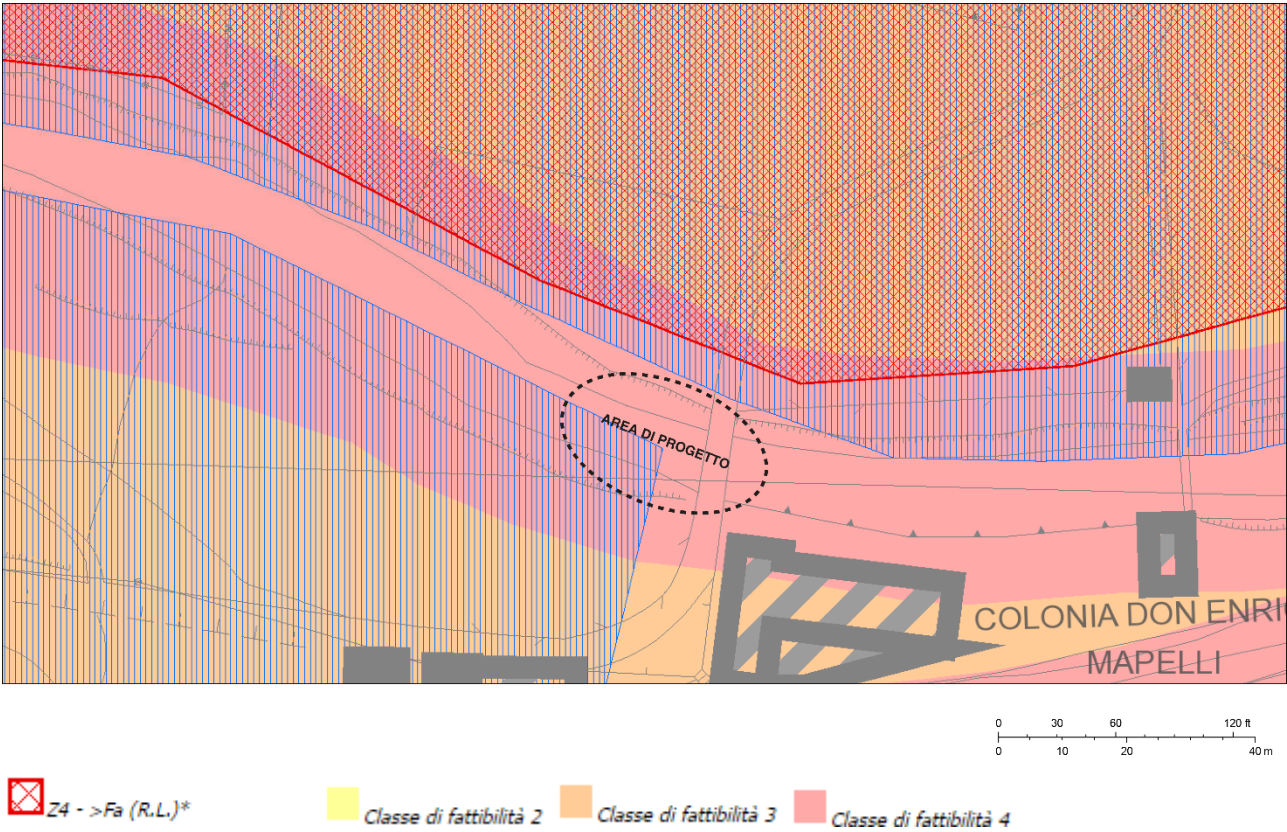 AREA DI PROGETTO
COLONIA DON ENRI
MAPELLI
0 30 60 120 ft
0 10 20 40 m
Z4 - >Fa (R.L.)*
Classe di fattibilità 2
Classe di fattibilità 3
Classe di fattibilità 4